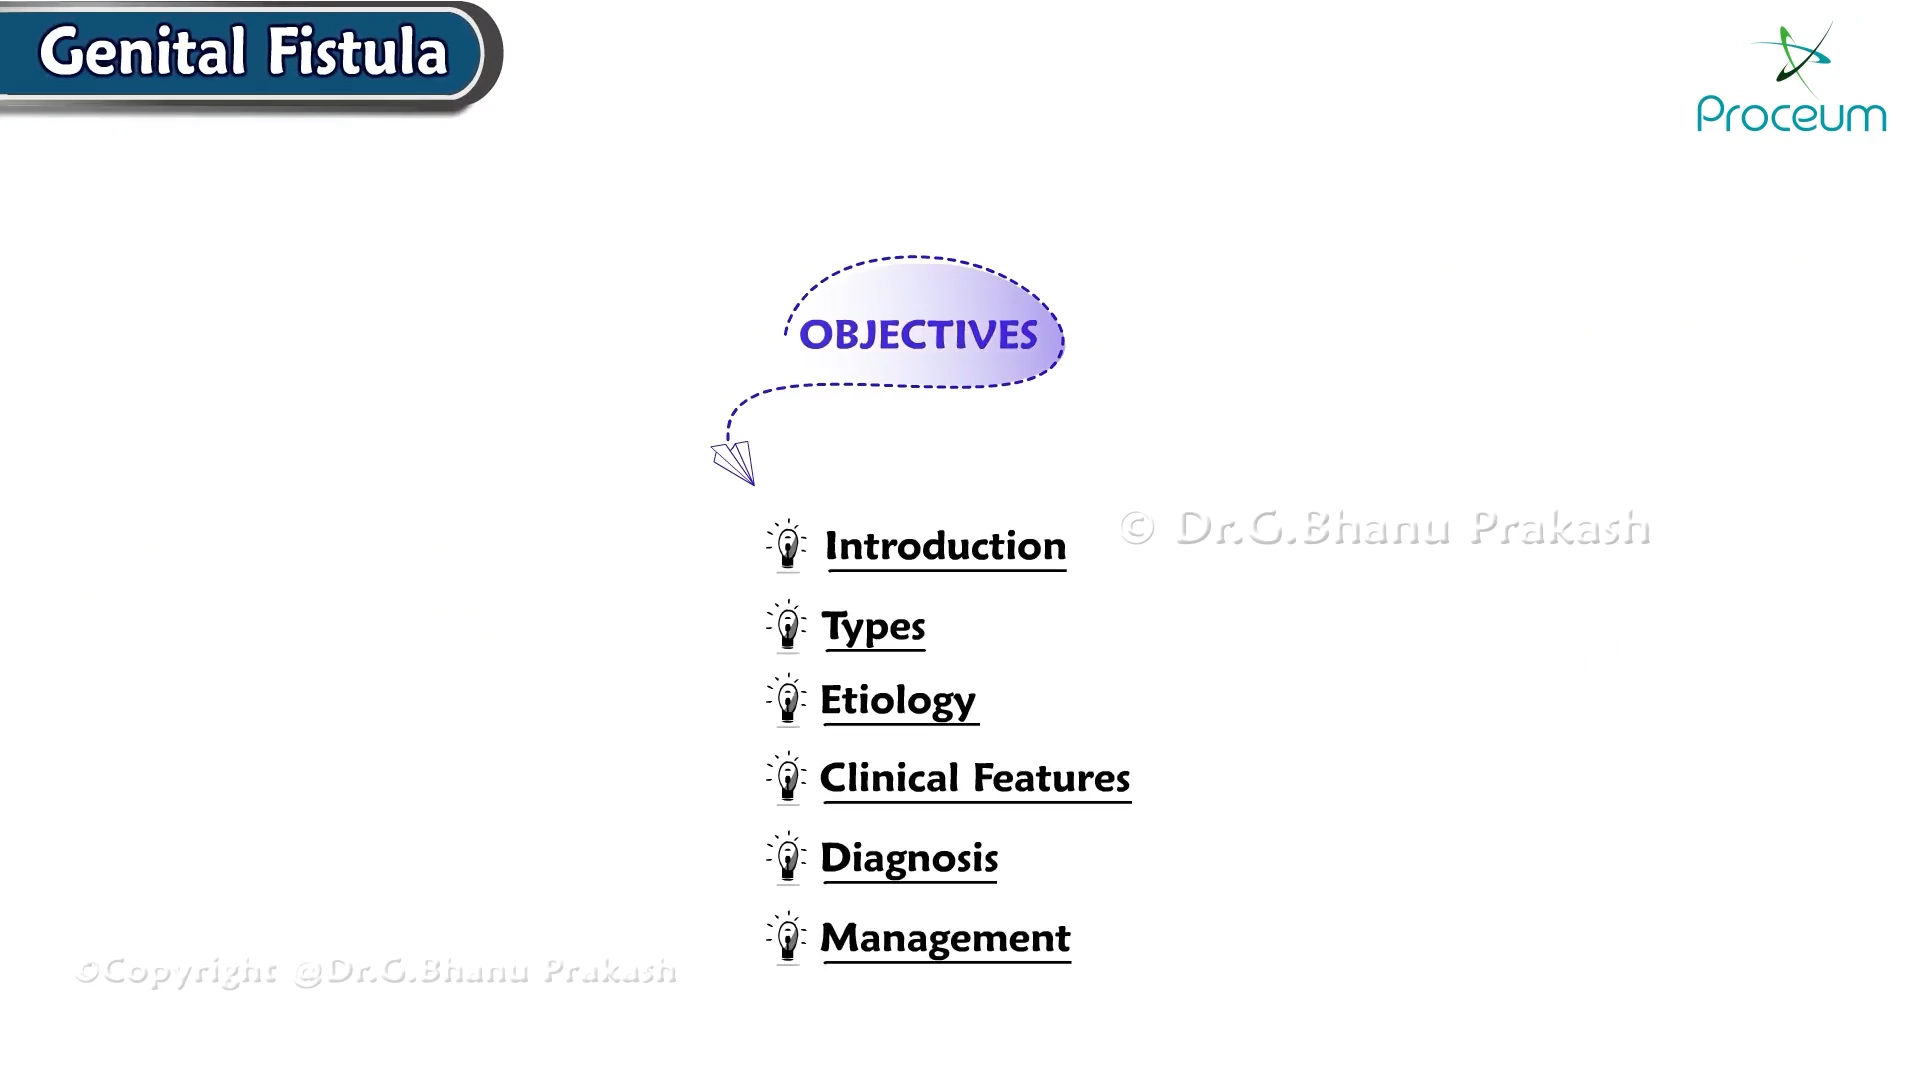 Genital Fistula
Proceum
OBJECTIVES
Introduction
© Dr.G.Bhanu Prakash
Types
Etiology
Clinical Features
Diagnosis
Management
©Copyright @Dr.G.Bhanu Prakash